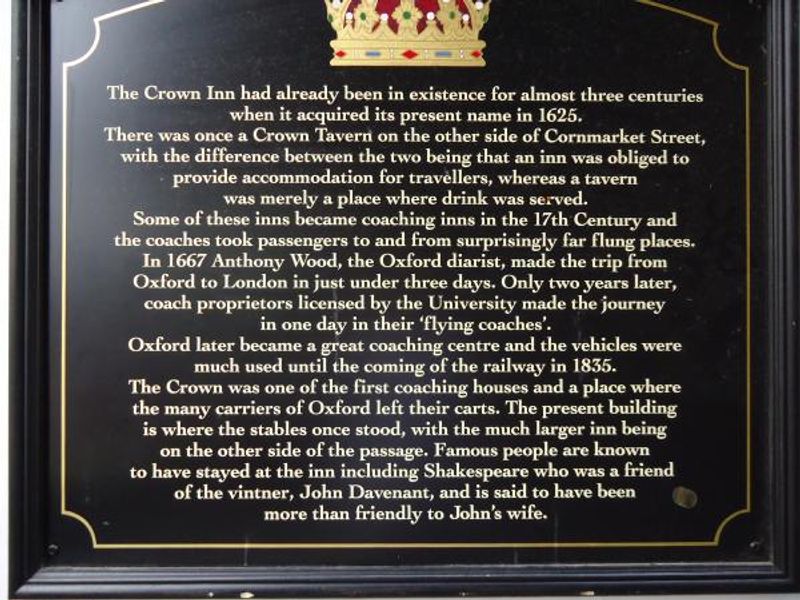 The Crown Inn had already been in existence for almost three centuries
when it acquired its present name in 1625.
There was once a Crown Tavern on the other side of Cornmarket Street,
with the difference between the two being that an inn was obliged to
provide accommodation for travellers, whereas a tavern
was merely a place where drink was served.
Some of these inns became coaching inns in the 17th Century and
the coaches took passengers to and from surprisingly far flung places.
In 1667 Anthony Wood, the Oxford diarist, made the trip from
Oxford to London in just under three days. Only two years later,
coach proprietors licensed by the University made the journey
in one day in their ‘flying coaches’.
Oxford later became a great coaching centre and the vehicles were
much used until the coming of the railway in 1835.
The Crown was one of the first coaching houses and a place where
the many carriers of Oxford left their carts. The present building
is where the stables once stood, with the much larger inn being
on the other side of the passage. Famous people are known
to have stayed at the inn including Shakespeare who was a friend
of the vintner, John Davenant, and is said to have been
more than friendly to John’s wife.